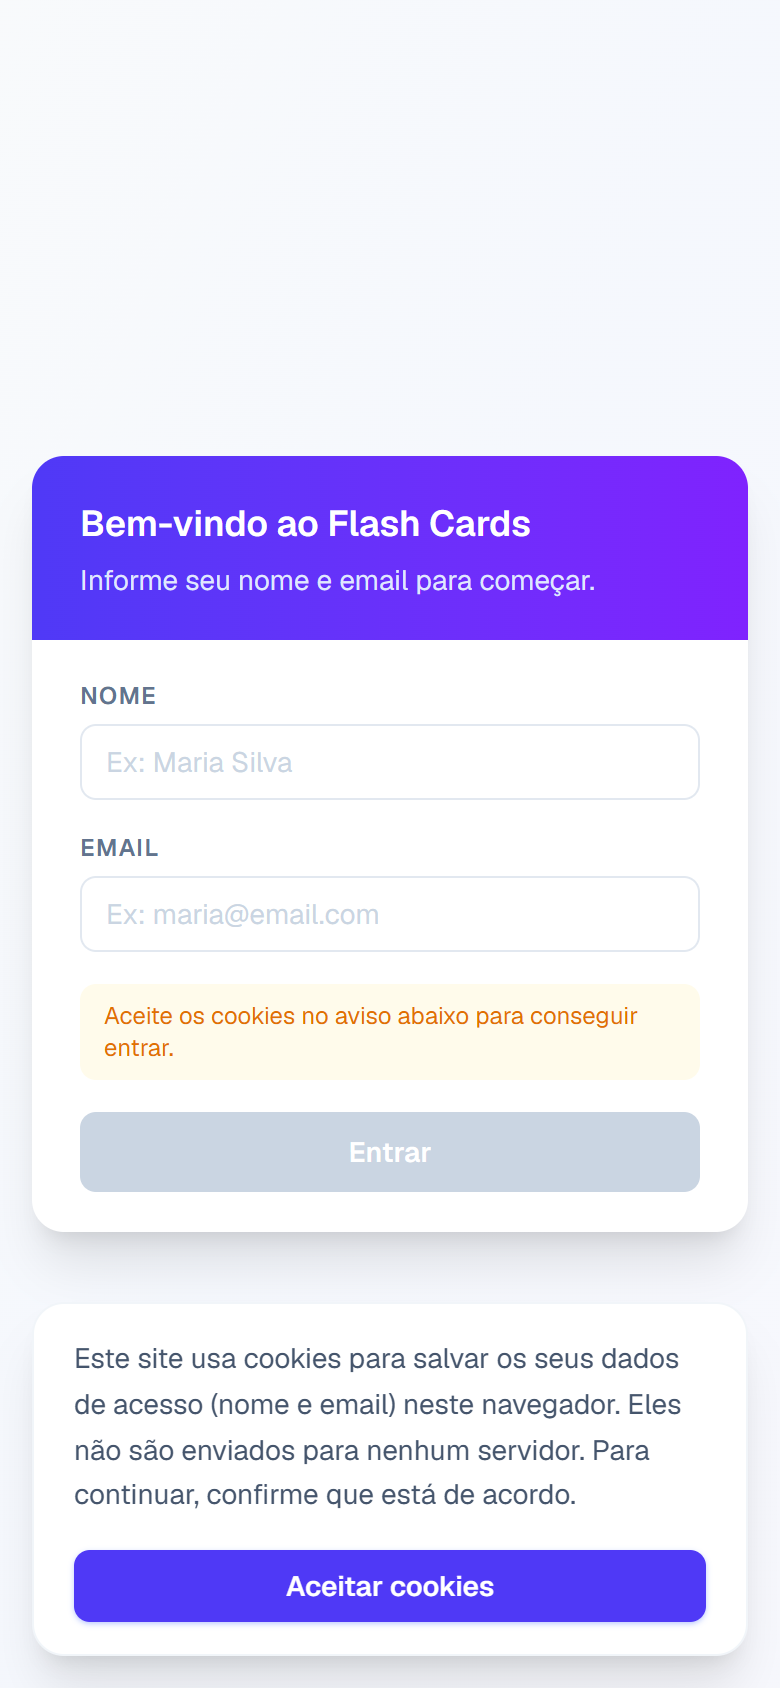 Bem-vindo ao Flash Cards
Informe seu nome e email para começar.
NOME
Ex: Maria Silva
EMAIL
Ex: maria@email.com
Aceite os cookies no aviso abaixo para conseguir
entrar.
Entrar
Este site usa cookies para salvar os seus dados
de acesso (nome e email) neste navegador. Eles
não são enviados para nenhum servidor. Para
continuar, confirme que está de acordo.
Aceitar cookies